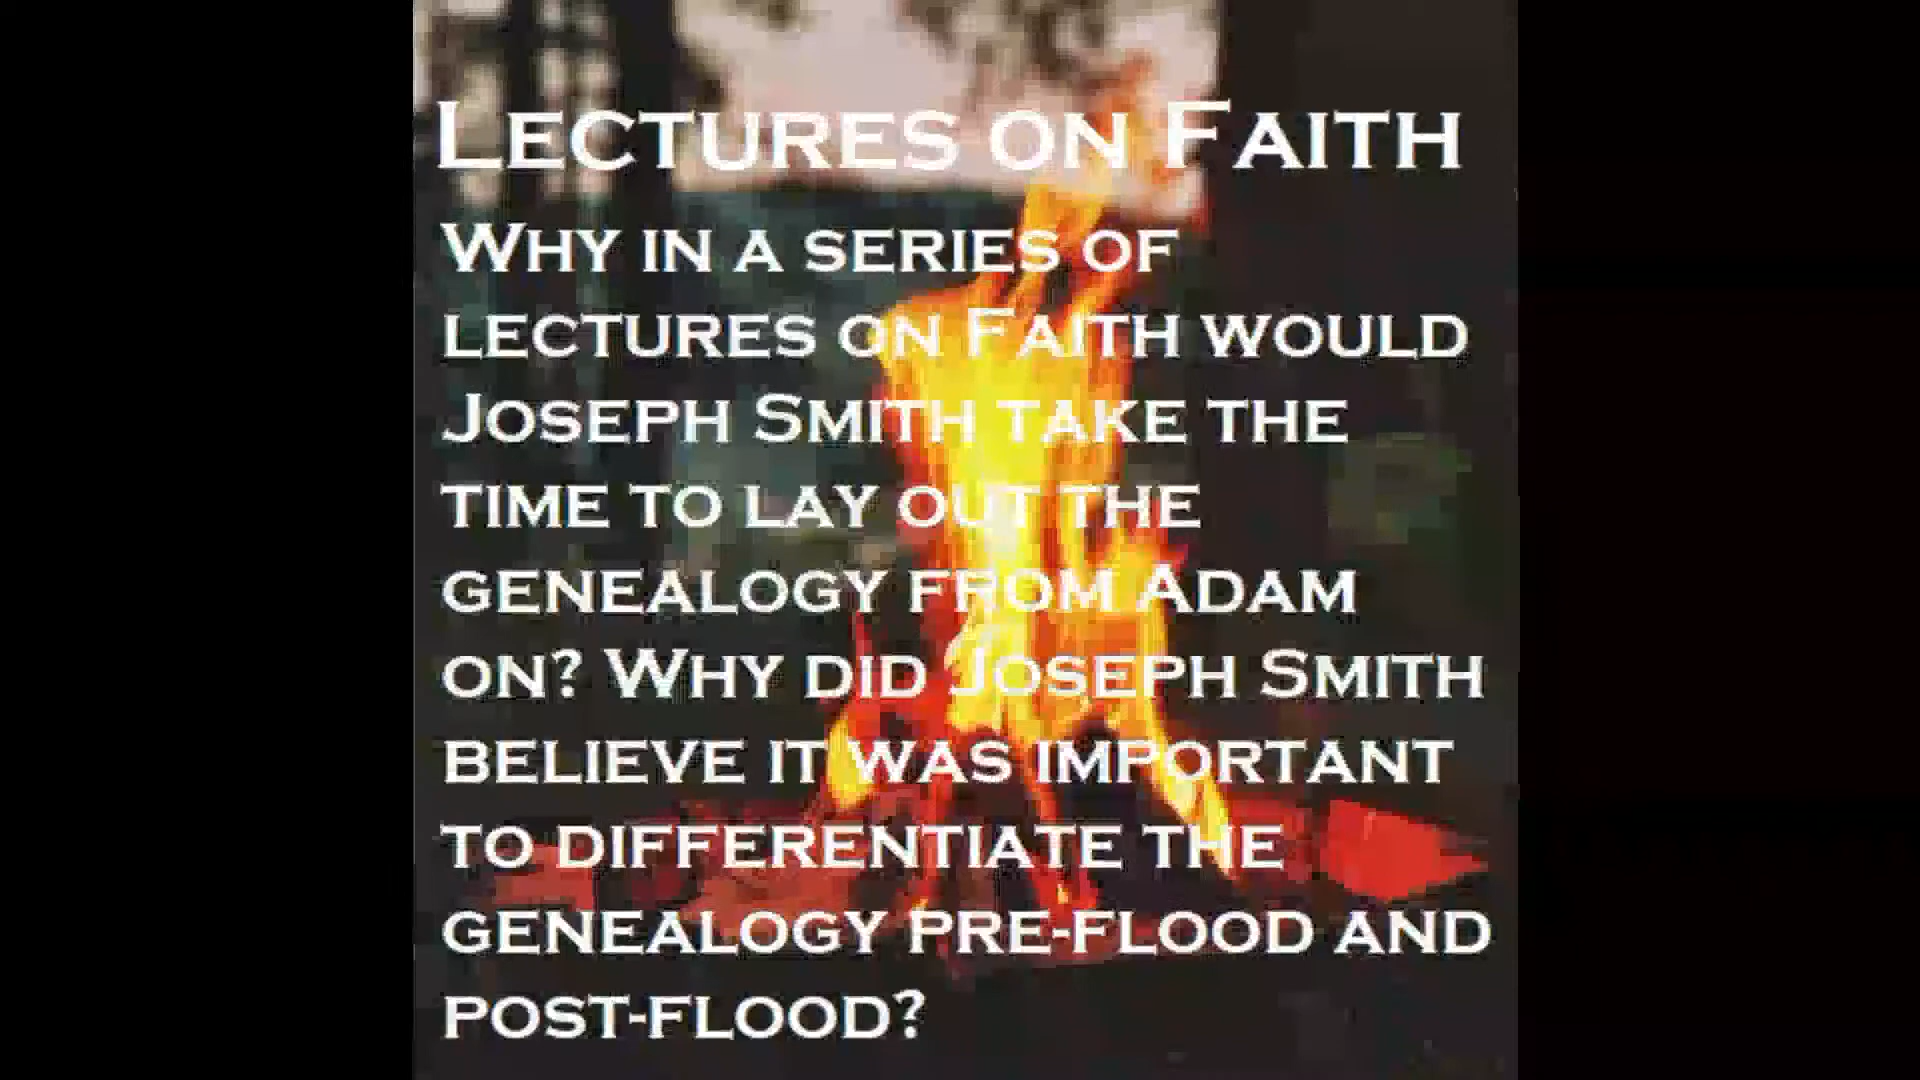 Lectures on Faith
Why in a series of
lectures on Faith would
Joseph Smith take the
time to lay out the
genealogy from Adam
on? Why did Joseph Smith
believe it was important
to differentiate the
genealogy pre-flood and
post-flood?